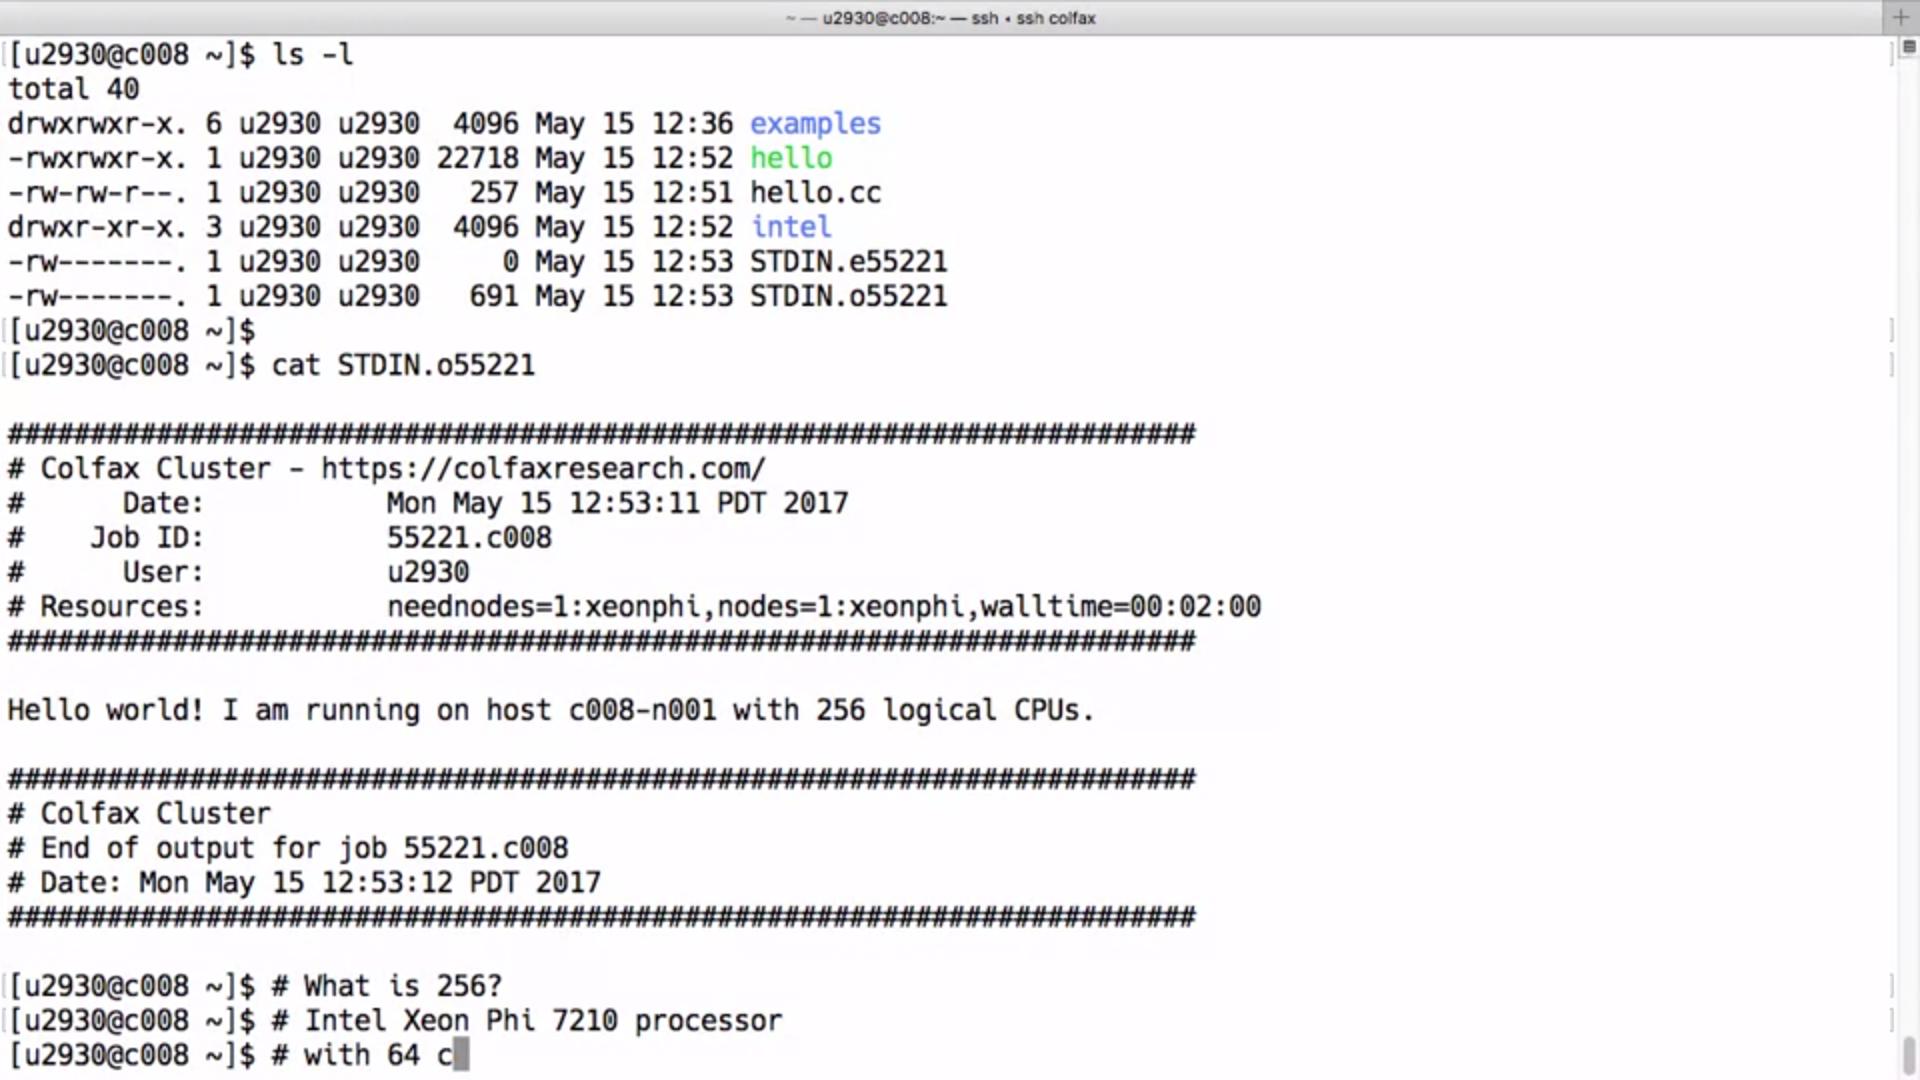 ~ — u2930@c008:~ — ssh • ssh colfax
[u2930@c008 ~]$ ls -l
total 40
drwxrwxr-x. 6 u2930 u2930  4096 May 15 12:36 examples
-rwxrwxr-x. 1 u2930 u2930 22718 May 15 12:52 hello
-rw-rw-r--. 1 u2930 u2930   257 May 15 12:51 hello.cc
drwxr-xr-x. 3 u2930 u2930  4096 May 15 12:52 intel
-rw-------. 1 u2930 u2930     0 May 15 12:53 STDIN.e55221
-rw-------. 1 u2930 u2930   691 May 15 12:53 STDIN.o55221
[u2930@c008 ~]$
[u2930@c008 ~]$ cat STDIN.o55221
########################################################################
# Colfax Cluster - https://colfaxresearch.com/
#      Date:           Mon May 15 12:53:11 PDT 2017
#    Job ID:           55221.c008
#      User:           u2930
# Resources:           neednodes=1:xeonphi,nodes=1:xeonphi,walltime=00:02:00
########################################################################
Hello world! I am running on host c008-n001 with 256 logical CPUs.
########################################################################
# Colfax Cluster
# End of output for job 55221.c008
# Date: Mon May 15 12:53:12 PDT 2017
########################################################################
[u2930@c008 ~]$ # What is 256?
[u2930@c008 ~]$ # Intel Xeon Phi 7210 processor
[u2930@c008 ~]$ # with 64 c